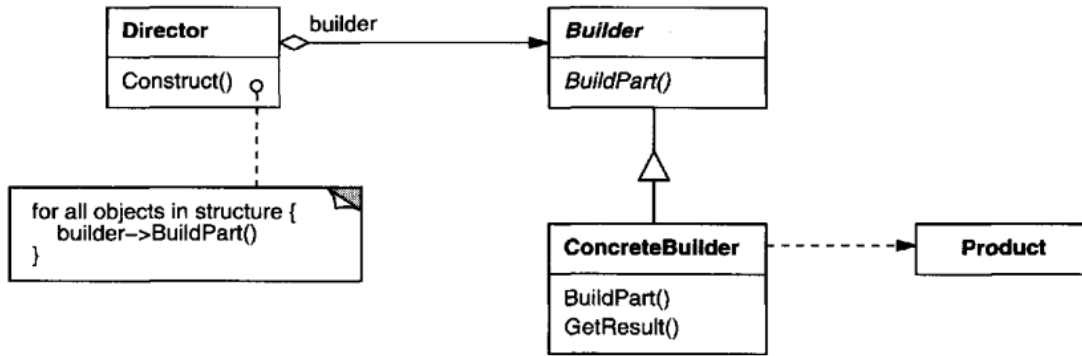 Director
builder
Builder
Construct()
BuildPart()
for all objects in structure {
builder->BuildPart()
}
ConcreteBuilder
Product
BuildPart()
GetResult()